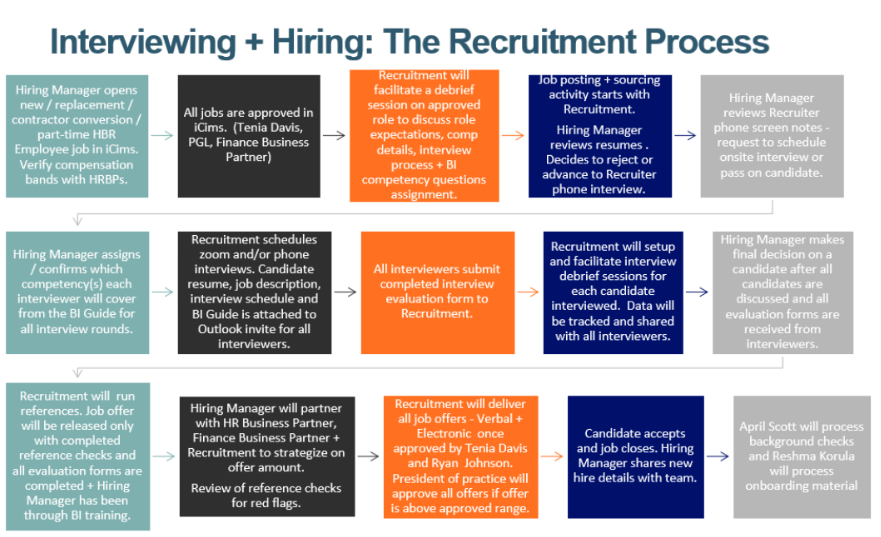 Interviewing + Hiring: The Recruitment Process
Hiring Manager opens
new / replacement /
contractor conversion /
part-time HBR
Employee job in iCims.
Verify compensation
bands with HRBPs.
All jobs are approved in
iCims. (Tenia Davis,
PGL, Finance Business
Partner)
Recruitment will
facilitate a debrief
session on approved
role to discuss role
expectations, comp
details, interview
process + BI
competency questions
assignment.
Job posting + sourcing
activity starts with
Recruitment.
Hiring Manager
reviews resumes .
Decides to reject or
advance to Recruiter
phone interview.
Hiring Manager
reviews Recruiter
phone screen notes -
request to schedule
onsite interview or
pass on candidate.
Hiring Manager assigns
/ confirms which
competency(s) each
interviewer will cover
from the BI Guide for
all interview rounds.
Recruitment schedules
zoom and/or phone
interviews. Candidate
resume, job description,
interview schedule and
BI Guide is attached to
Outlook invite for all
interviewers.
All interviewers submit
completed interview
evaluation form to
Recruitment.
Recruitment will setup
and facilitate interview
debrief sessions for
each candidate
interviewed. Data will
be tracked and shared
with all interviewers.
Hiring Manager makes
final decision on a
candidate after all
candidates are
discussed and all
evaluation forms are
received from
interviewers.
Recruitment will run
references. Job offer
will be released only
with completed
reference checks and
all evaluation forms are
completed + Hiring
Manager has been
through BI training.
Hiring Manager will partner
with HR Business Partner,
Finance Business Partner +
Recruitment to strategize on
offer amount.
Review of reference checks
for red flags.
Recruitment will deliver
all job offers - Verbal +
Electronic once
approved by Tenia Davis
and Ryan Johnson.
President of practice will
approve all offers if offer
is above approved range.
Candidate accepts
and job closes. Hiring
Manager shares new
hire details with team.
April Scott will process
background checks
and Reshma Korula
will process
onboarding material